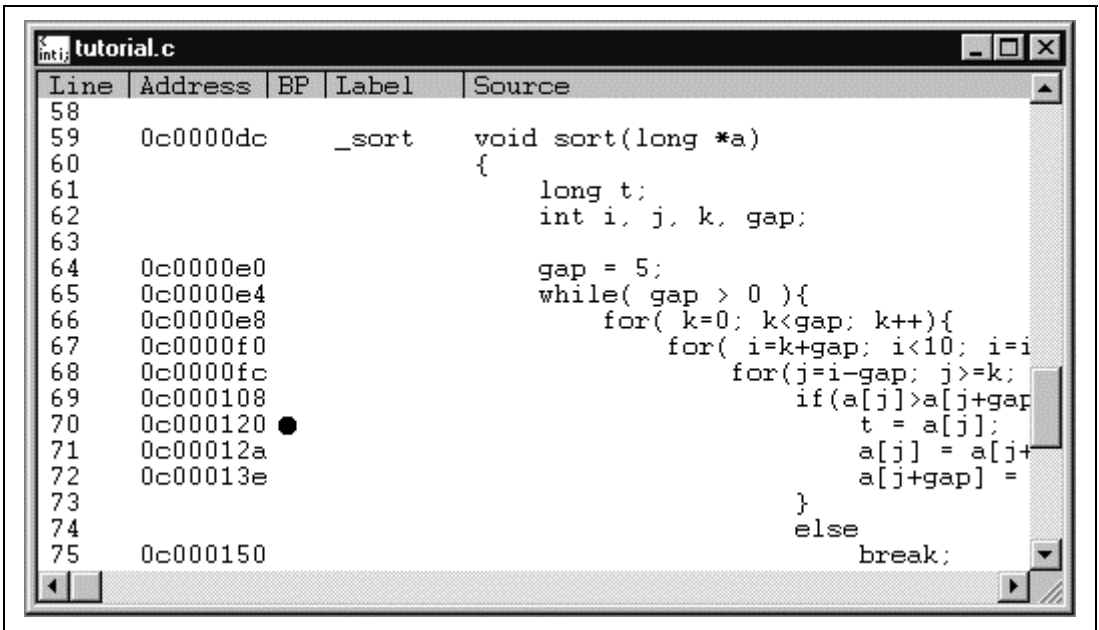 inti; tutorial.c
Line Address BP Label Source
58
59 0c0000dc _sort void sort(long *a)
60 {
61 long t;
62 int i, j, k, gap;
63
64 0c0000e0 gap = 5;
65 0c0000e4 while( gap > 0 ){
66 0c0000e8 for( k=0; k<gap; k++){
67 0c0000f0 for( i=k+gap; i<10; i=i
68 0c0000fc for(j=i-gap; j>=k;
69 0c000108 if(a[j]>a[j+gap
70 0c000120 t = a[j];
71 0c00012a a[j] = a[j+
72 0c00013e a[j+gap] =
73 }
74 else
75 0c000150 break;